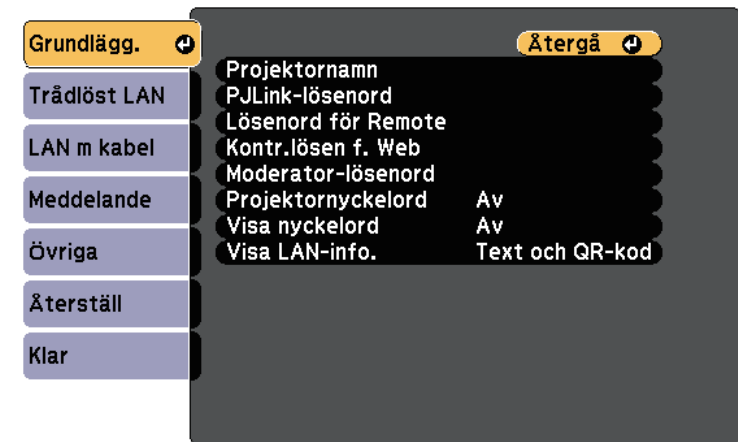 Grundlägg.
Trådlöst LAN
LAN m kabel
Meddelande
Övriga
Återställ
Klar
Återgå
Projektornamn
PJLink-lösenord
Lösenord för Remote
Kontr.lösen f. Web
Moderator-lösenord
Projektornyckelord Av
Visa nyckelord Av
Visa LAN-info. Text och QR-kod